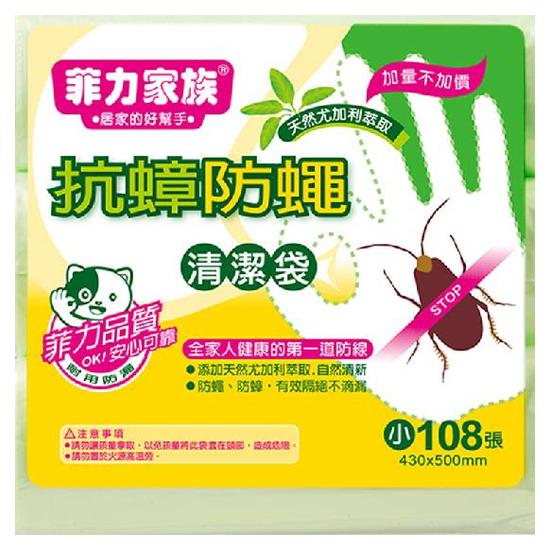 菲力家族®
居家的好幫手
加量不加價
天然尤加利萃取
抗蟑防蠅
清潔袋
STOP
菲力品質
OK! 安心可靠
耐用防漏
全家人健康的第一道防線
•添加天然尤加利萃取、自然清新
•防蠅、防蟑，有效隔絕不滴漏
小108張
430x500mm
⚠注意事項
•請勿讓孩童拿取，以免孩童將此袋套在頭部，造成危險。
•請勿置於火源高溫旁。